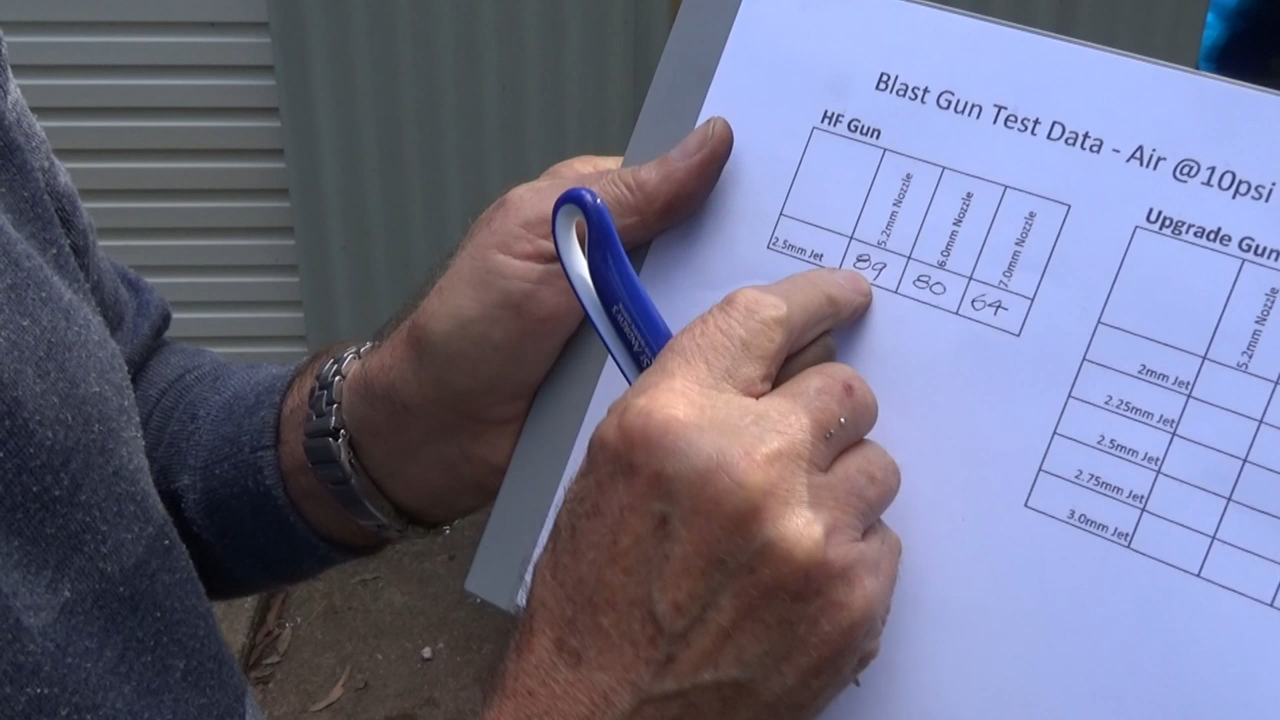 Blast Gun Test Data - Air @10psi
HF Gun
5.2mm Nozzle
6.0mm Nozzle
7.0mm Nozzle
2.5mm Jet
89
80
64
Upgrade Gun
5.2mm Nozzle
2mm Jet
2.25mm Jet
2.5mm Jet
2.75mm Jet
3.0mm Jet
St Andrew's